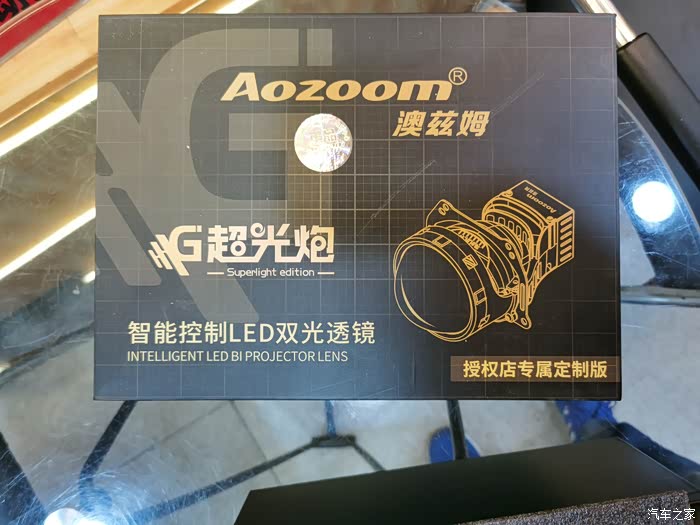 Aozoom®
澳兹姆
G超光炮
Superlight edition
Aozoom
智能控制LED双光透镜
INTELLIGENT LED BI PROJECTOR LENS
授权店专属定制版
汽车之家